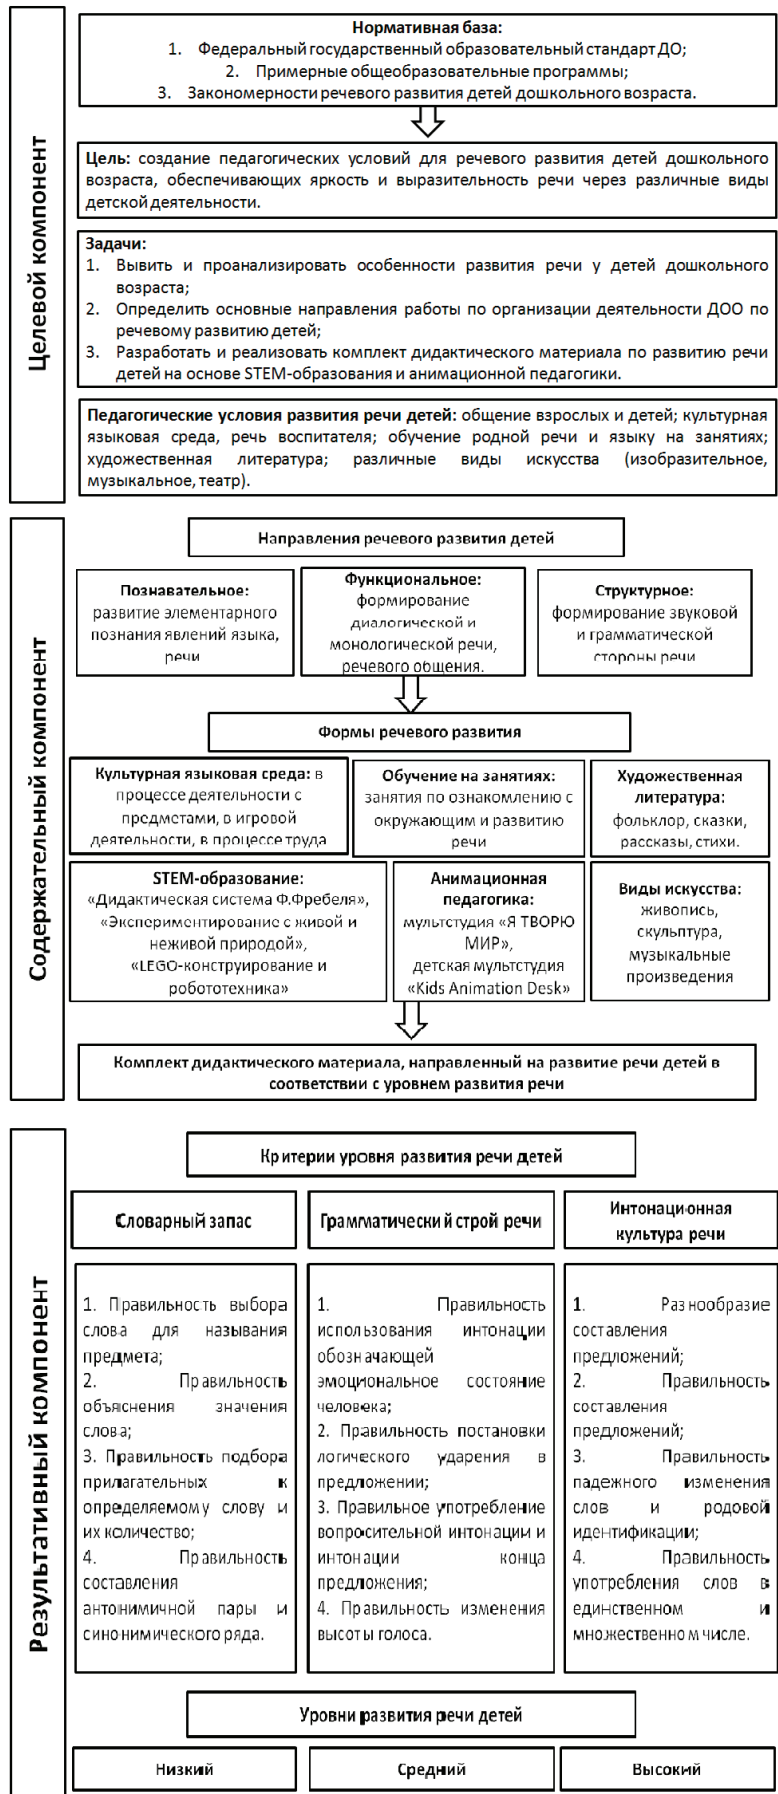 Целевой компонент
Нормативная база:
1. Федеральный государственный образовательный стандарт ДО;
2. Примерные общеобразовательные программы;
3. Закономерности речевого развития детей дошкольного возраста.
Цель: создание педагогических условий для речевого развития детей дошкольного
возраста, обеспечивающих яркость и выразительность речи через различные виды
детской деятельности.
Задачи:
1. Вывить и проанализировать особенности развития речи у детей дошкольного
возраста;
2. Определить основные направления работы по организации деятельности ДОО по
речевому развитию детей;
3. Разработать и реализовать комплект дидактического материала по развитию речи
детей на основе STEM-образования и анимационной педагогики.
Педагогические условия развития речи детей: общение взрослых и детей; культурная
языковая среда, речь воспитателя; обучение родной речи и языку на занятиях;
художественная литература; различные виды искусства (изобразительное,
музыкальное, театр).
Содержательный компонент
Направления речевого развития детей
Познавательное:
развитие элементарного
познания явлений языка,
речи
Функциональное:
формирование
диалогической и
монологической речи,
речевого общения.
Структурное:
формирование звуковой
и грамматической
стороны речи
Формы речевого развития
Культурная языковая среда: в
процессе деятельности с
предметами, в игровой
деятельности, в процессе труда
Обучение на занятиях:
занятия по ознакомлению с
окружающим и развитию
речи
Художественная
литература:
фольклор, сказки,
рассказы, стихи.
STEM-образование:
«Дидактическая система Ф.Фребеля»,
«Экспериментирование с живой и
неживой природой»,
«LEGO-конструирование и
робототехника»
Анимационная
педагогика:
мультстудия «Я ТВОРЮ
МИР»,
детская мультстудия
«Kids Animation Desk»
Виды искусства:
живопись,
скульптура,
музыкальные
произведения
Комплект дидактического материала, направленный на развитие речи детей в
соответствии с уровнем развития речи
Результативный компонент
Критерии уровня развития речи детей
Словарный запас
Грамматический строй речи
Интонационная
культура речи
1. Правильность выбора
слова для называния
предмета;
2. Правильность
объяснения значения
слова;
3. Правильность подбора
прилагательных к
определяемому слову и
их количество;
4. Правильность
составления
антонимичной пары и
синонимического ряда.
1. Правильность
использования интонации
обозначающей
эмоциональное состояние
человека;
2. Правильность постановки
логического ударения в
предложении;
3. Правильное употребление
вопросительной интонации и
интонации конца
предложения;
4. Правильность изменения
высоты голоса.
1. Разнообразие
составления
предложений;
2. Правильность
составления
предложений;
3. Правильность
падежного изменения
слов и родовой
идентификации;
4. Правильность
употребления слов в
единственном и
множественном числе.
Уровни развития речи детей
Низкий
Средний
Высокий